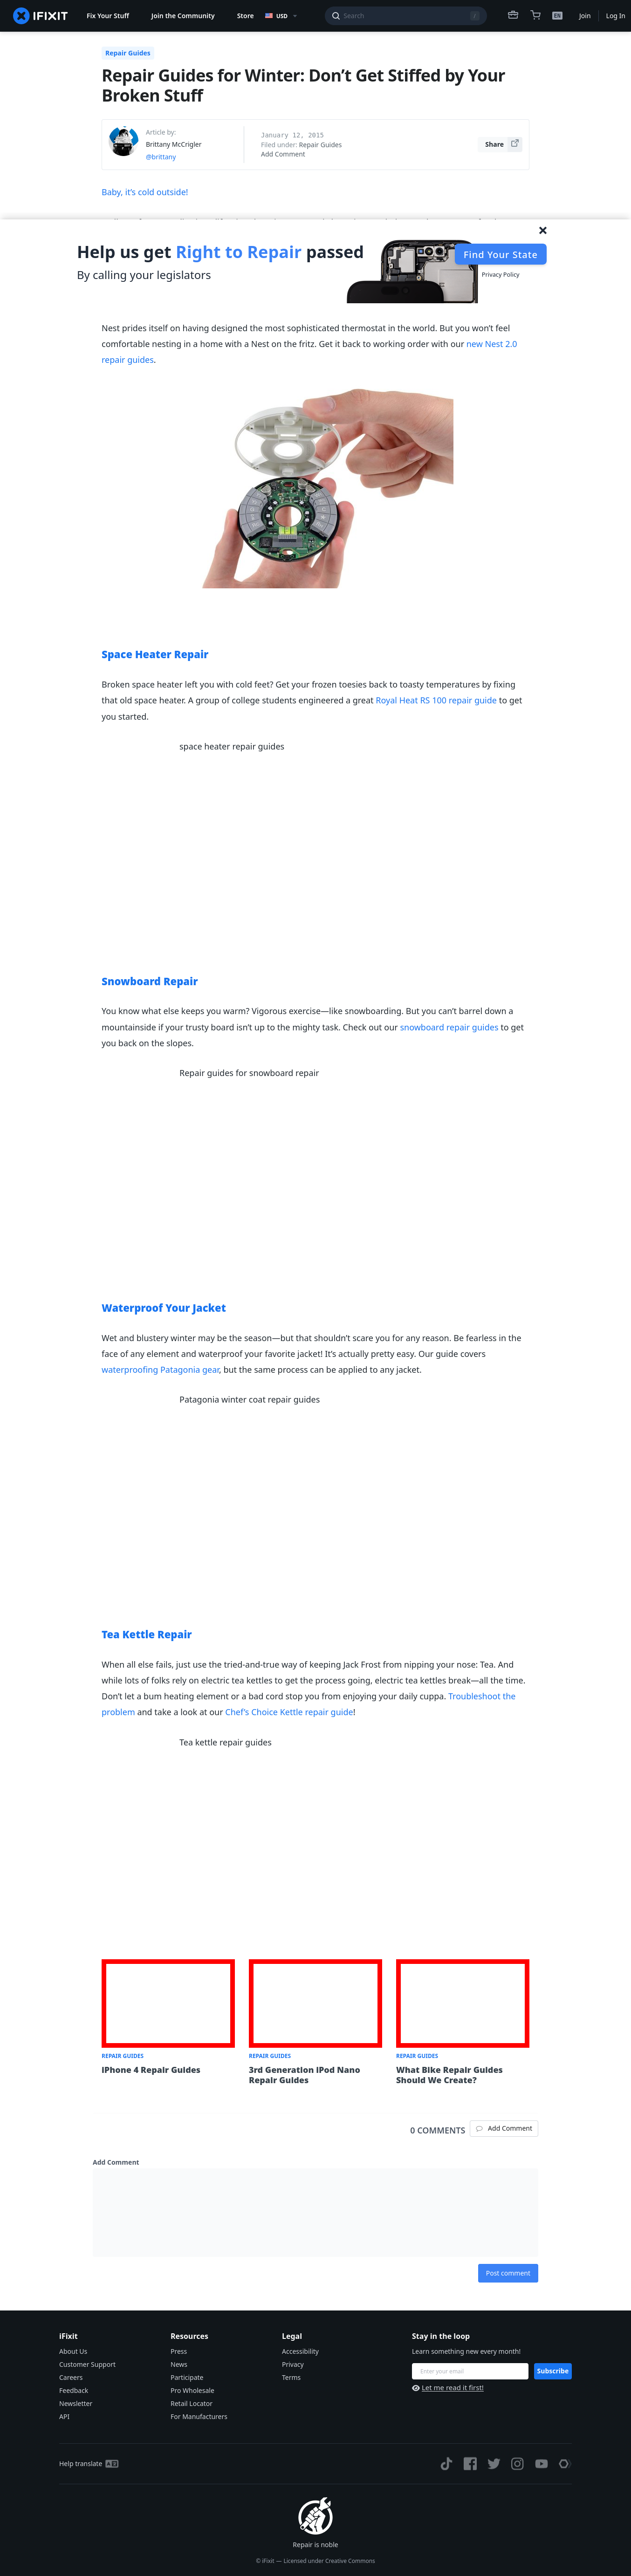 IFIXIT
Fix Your Stuff
Join the Community
Store
USD
Search
/
EN
Join
Log In
Repair Guides
Repair Guides for Winter: Don’t Get Stiffed by Your
Broken Stuff
Article by:
Brittany McCrigler
@brittany
January 12, 2015
Filed under: Repair Guides
Add Comment
Share
Baby, it’s cold outside!
Help us get Right to Repair passed
By calling your legislators
Find Your State
Privacy Policy
Nest prides itself on having designed the most sophisticated thermostat in the world. But you won’t feel
comfortable nesting in a home with a Nest on the fritz. Get it back to working order with our new Nest 2.0
repair guides.
Space Heater Repair
Broken space heater left you with cold feet? Get your frozen toesies back to toasty temperatures by fixing
that old space heater. A group of college students engineered a great Royal Heat RS 100 repair guide to get
you started.
space heater repair guides
Snowboard Repair
You know what else keeps you warm? Vigorous exercise—like snowboarding. But you can’t barrel down a
mountainside if your trusty board isn’t up to the mighty task. Check out our snowboard repair guides to get
you back on the slopes.
Repair guides for snowboard repair
Waterproof Your Jacket
Wet and blustery winter may be the season—but that shouldn’t scare you for any reason. Be fearless in the
face of any element and waterproof your favorite jacket! It’s actually pretty easy. Our guide covers
waterproofing Patagonia gear, but the same process can be applied to any jacket.
Patagonia winter coat repair guides
Tea Kettle Repair
When all else fails, just use the tried-and-true way of keeping Jack Frost from nipping your nose: Tea. And
while lots of folks rely on electric tea kettles to get the process going, electric tea kettles break—all the time.
Don’t let a bum heating element or a bad cord stop you from enjoying your daily cuppa. Troubleshoot the
problem and take a look at our Chef’s Choice Kettle repair guide!
Tea kettle repair guides
REPAIR GUIDES
iPhone 4 Repair Guides
REPAIR GUIDES
3rd Generation iPod Nano
Repair Guides
REPAIR GUIDES
What Bike Repair Guides
Should We Create?
0 COMMENTS
Add Comment
Add Comment
Post comment
iFixit
About Us
Customer Support
Careers
Feedback
Newsletter
API
Resources
Press
News
Participate
Pro Wholesale
Retail Locator
For Manufacturers
Legal
Accessibility
Privacy
Terms
Stay in the loop
Learn something new every month!
Enter your email
Subscribe
Let me read it first!
Help translate
Repair is noble
© iFixit — Licensed under Creative Commons